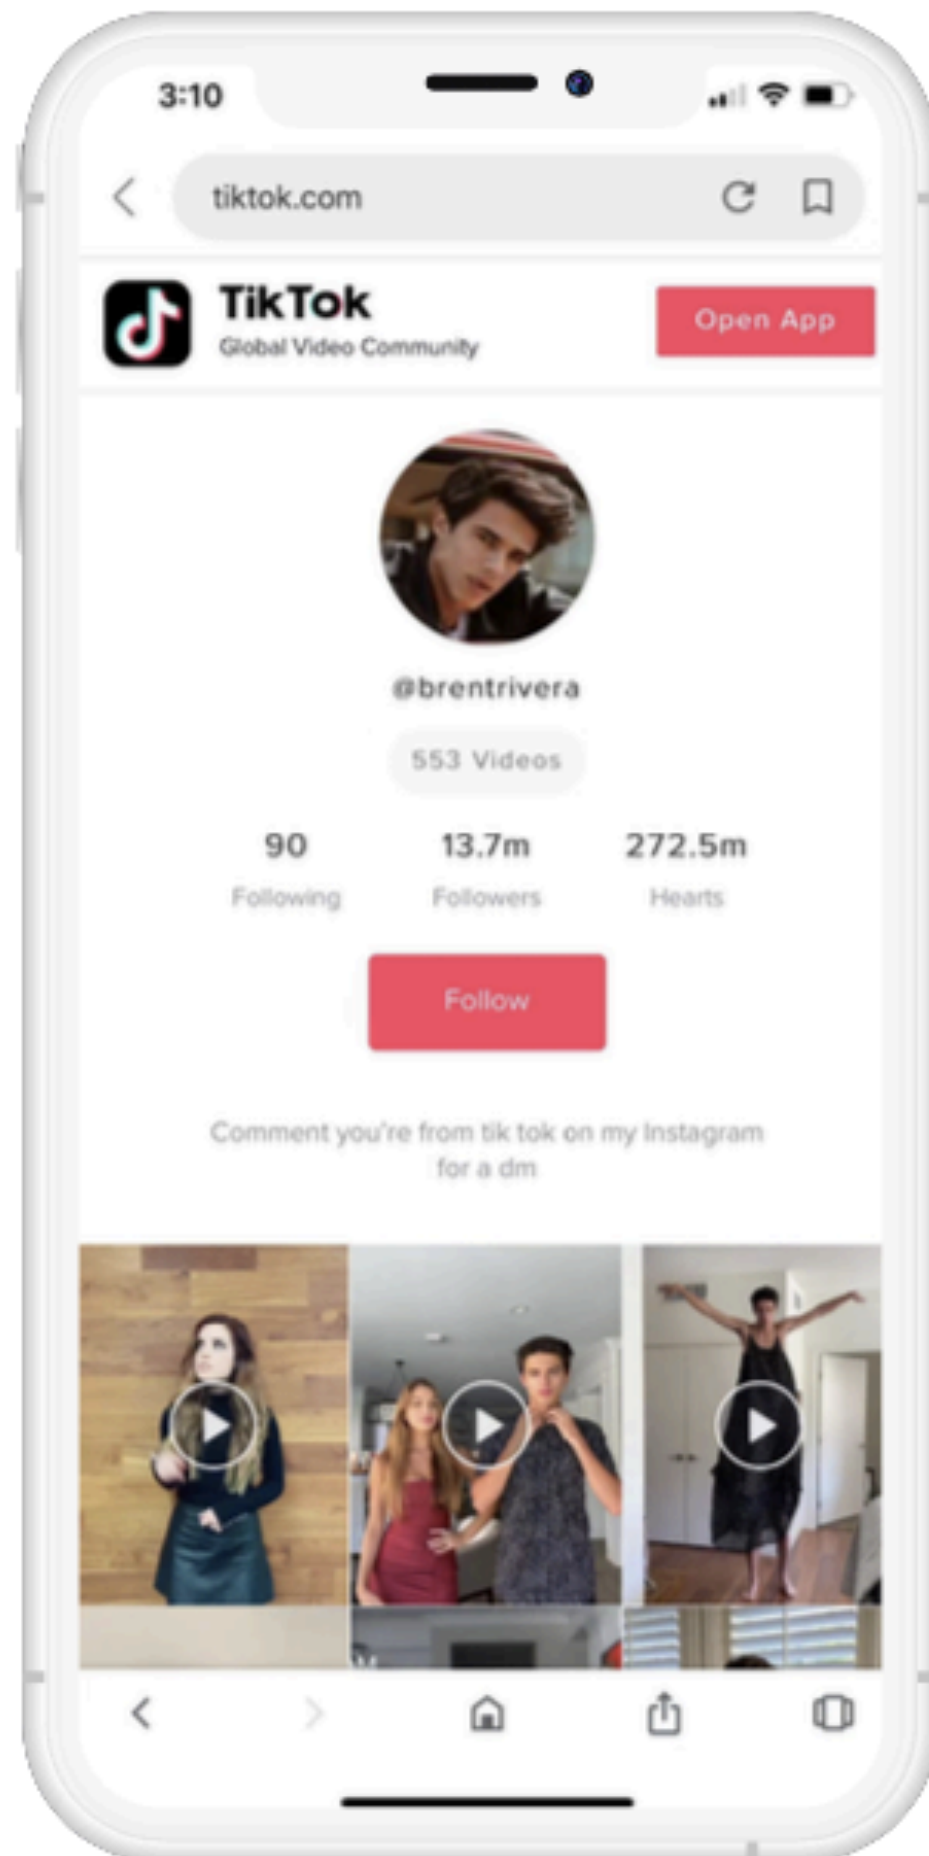 3:10
tiktok.com
TikTok
Global Video Community
Open App
@brentrivera
553 Videos
90
13.7m
272.5m
Following
Followers
Hearts
Follow
Comment you're from tik tok on my Instagram
for a dm